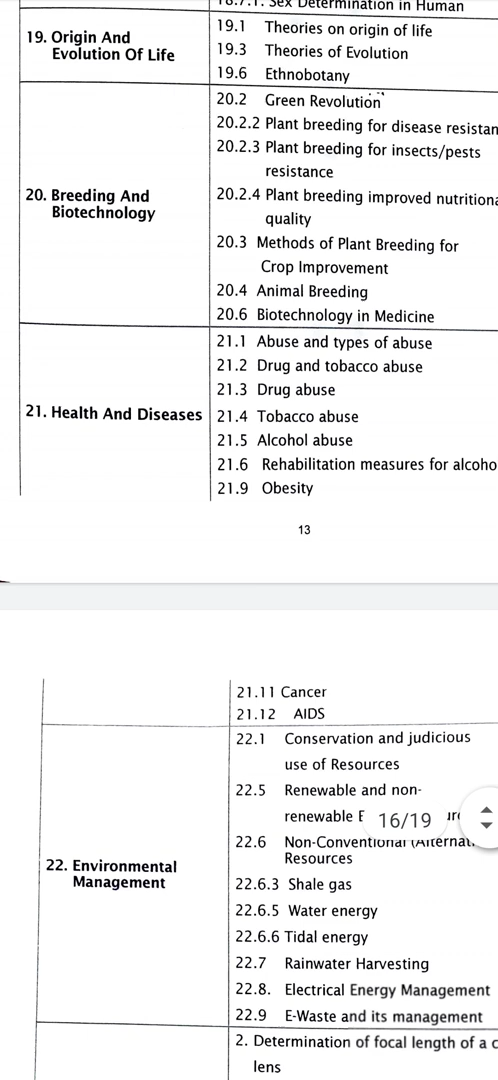 18.7.1. Sex Determination in Human
19. Origin And
Evolution Of Life
19.1 Theories on origin of life
19.3 Theories of Evolution
19.6 Ethnobotany
20. Breeding And
Biotechnology
20.2 Green Revolution
20.2.2 Plant breeding for disease resistan
20.2.3 Plant breeding for insects/pests
resistance
20.2.4 Plant breeding improved nutritiona
quality
20.3 Methods of Plant Breeding for
Crop Improvement
20.4 Animal Breeding
20.6 Biotechnology in Medicine
21. Health And Diseases
21.1 Abuse and types of abuse
21.2 Drug and tobacco abuse
21.3 Drug abuse
21.4 Tobacco abuse
21.5 Alcohol abuse
21.6 Rehabilitation measures for alcoho
21.9 Obesity
13
21.11 Cancer
21.12 AIDS
22. Environmental
Management
22.1 Conservation and judicious
use of Resources
22.5 Renewable and non-
renewable
16/19
22.6 Non-Conventional (Alternat
Resources
22.6.3 Shale gas
22.6.5 Water energy
22.6.6 Tidal energy
22.7 Rainwater Harvesting
22.8. Electrical Energy Management
22.9 E-Waste and its management
2. Determination of focal length of a c
lens